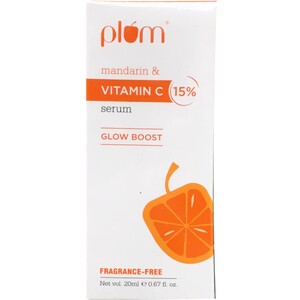 plum
mandarin &
VITAMIN C 15%
serum
GLOW BOOST
FRAGRANCE-FREE
Net vol: 20ml ℮ 0.67 fl. oz.